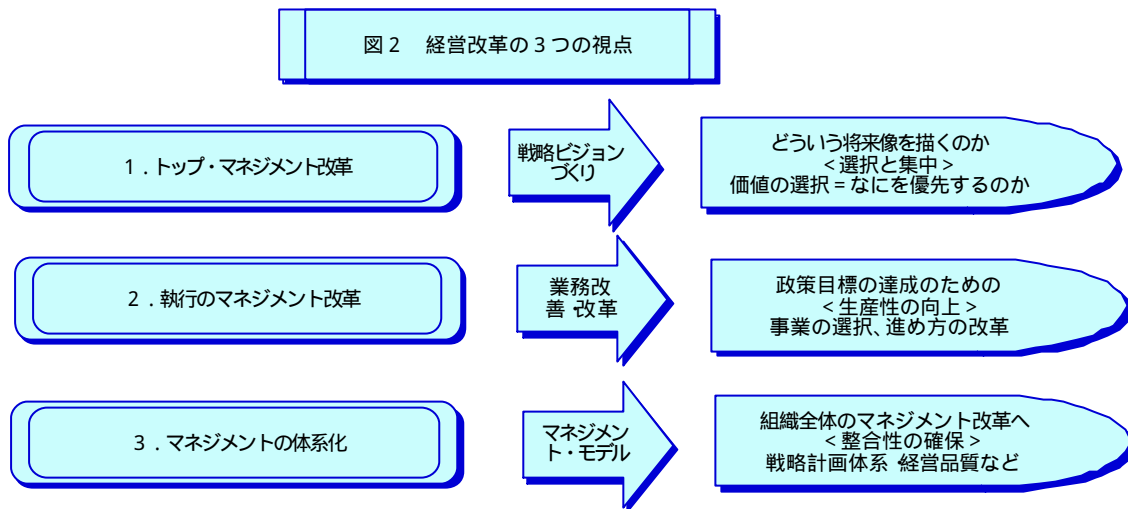 図２　経営改革の３つの視点
１．トップ・マネジメント改革
戦略ビジョン
づくり
どういう将来像を描くのか
＜選択と集中＞
価値の選択＝なにを優先するのか
２．執行のマネジメント改革
業務改
善・改革
政策目標の達成のための
＜生産性の向上＞
事業の選択、進め方の改革
３．マネジメントの体系化
マネジメン
ト・モデル
組織全体のマネジメント改革へ
＜整合性の確保＞
戦略計画体系・経営品質など